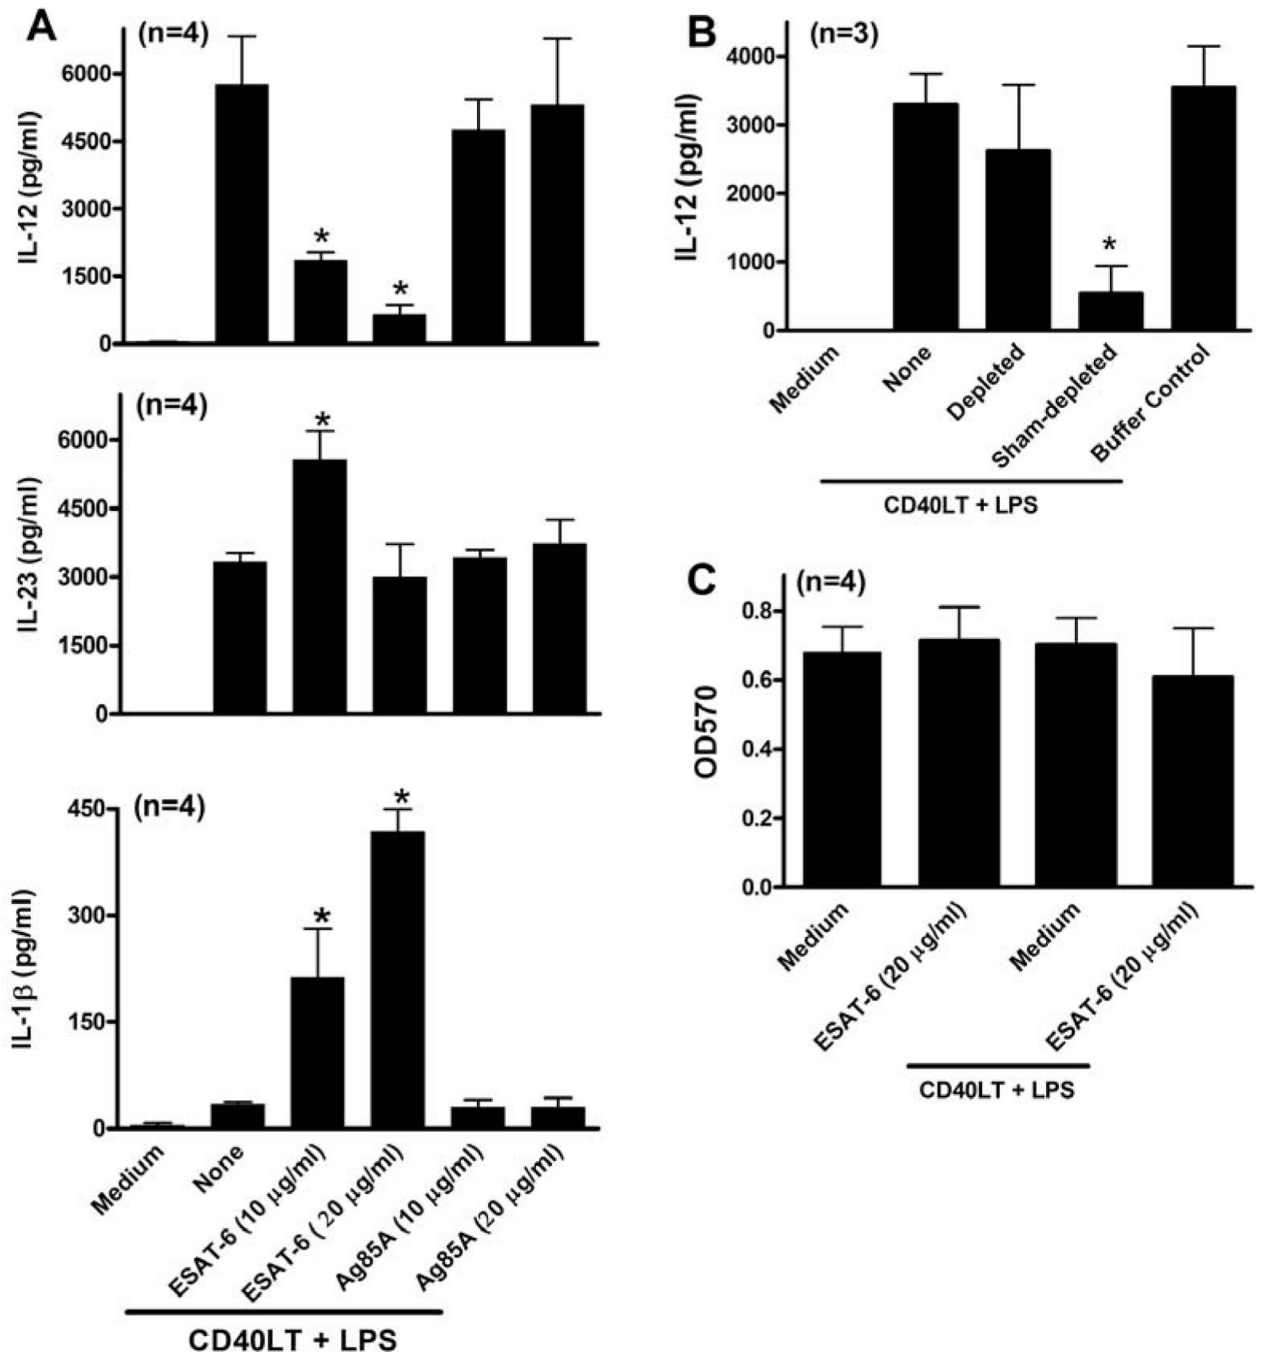 A
(n=4)
IL-12 (pg/ml)
6000
4500
3000
1500
0
*
*
(n=4)
IL-23 (pg/ml)
6000
4500
3000
1500
0
*
(n=4)
IL-1β (pg/ml)
450
300
150
0
*
*
Medium
None
ESAT-6 (10 μg/ml)
ESAT-6 ( 20 μg/ml)
Ag85A (10 μg/ml)
Ag85A (20 μg/ml)
CD40LT + LPS
B
(n=3)
IL-12 (pg/ml)
4000
3000
2000
1000
0
*
Medium
None
Depleted
Sham-depleted
Buffer Control
CD40LT + LPS
C
(n=4)
OD570
0.8
0.6
0.4
0.2
0.0
Medium
ESAT-6 (20 μg/ml)
Medium
ESAT-6 (20 μg/ml)
CD40LT + LPS